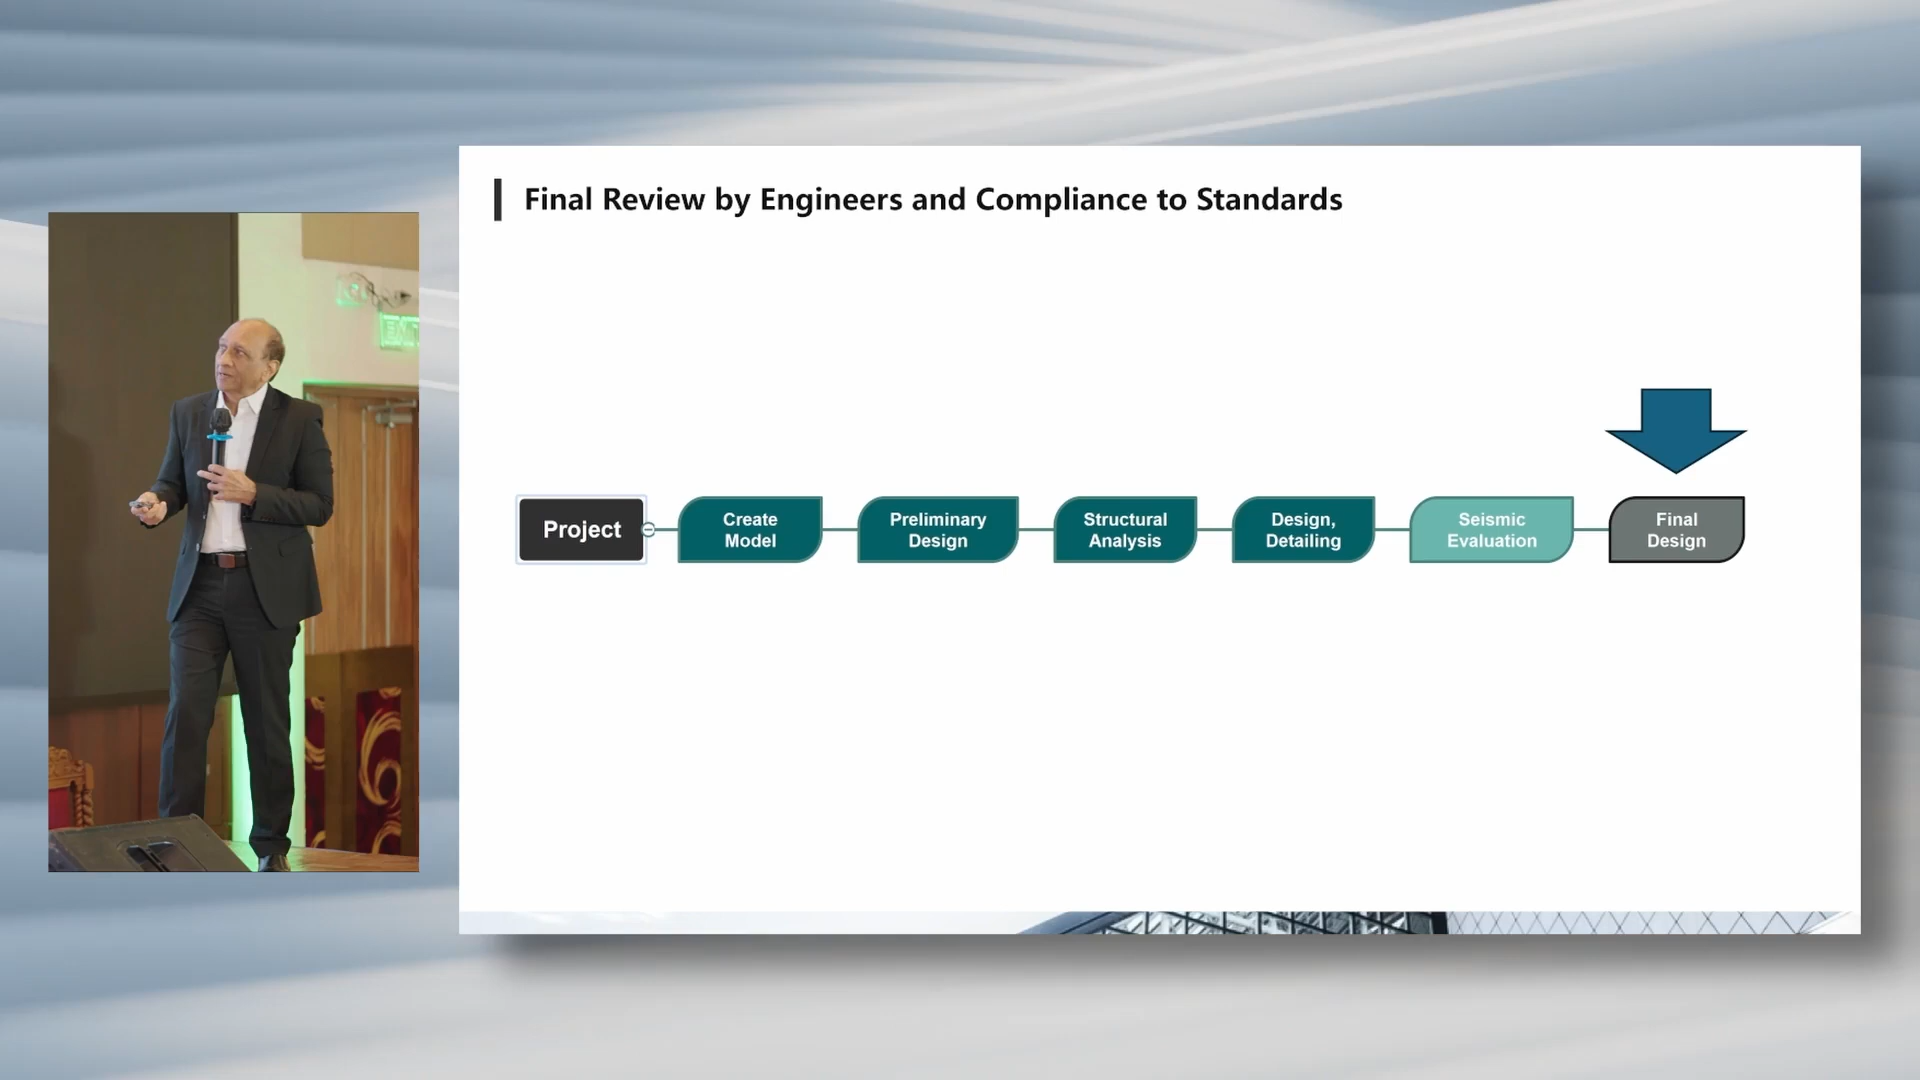 Final Review by Engineers and Compliance to Standards
Project
Create
Model
Preliminary
Design
Structural
Analysis
Design,
Detailing
Seismic
Evaluation
Final
Design